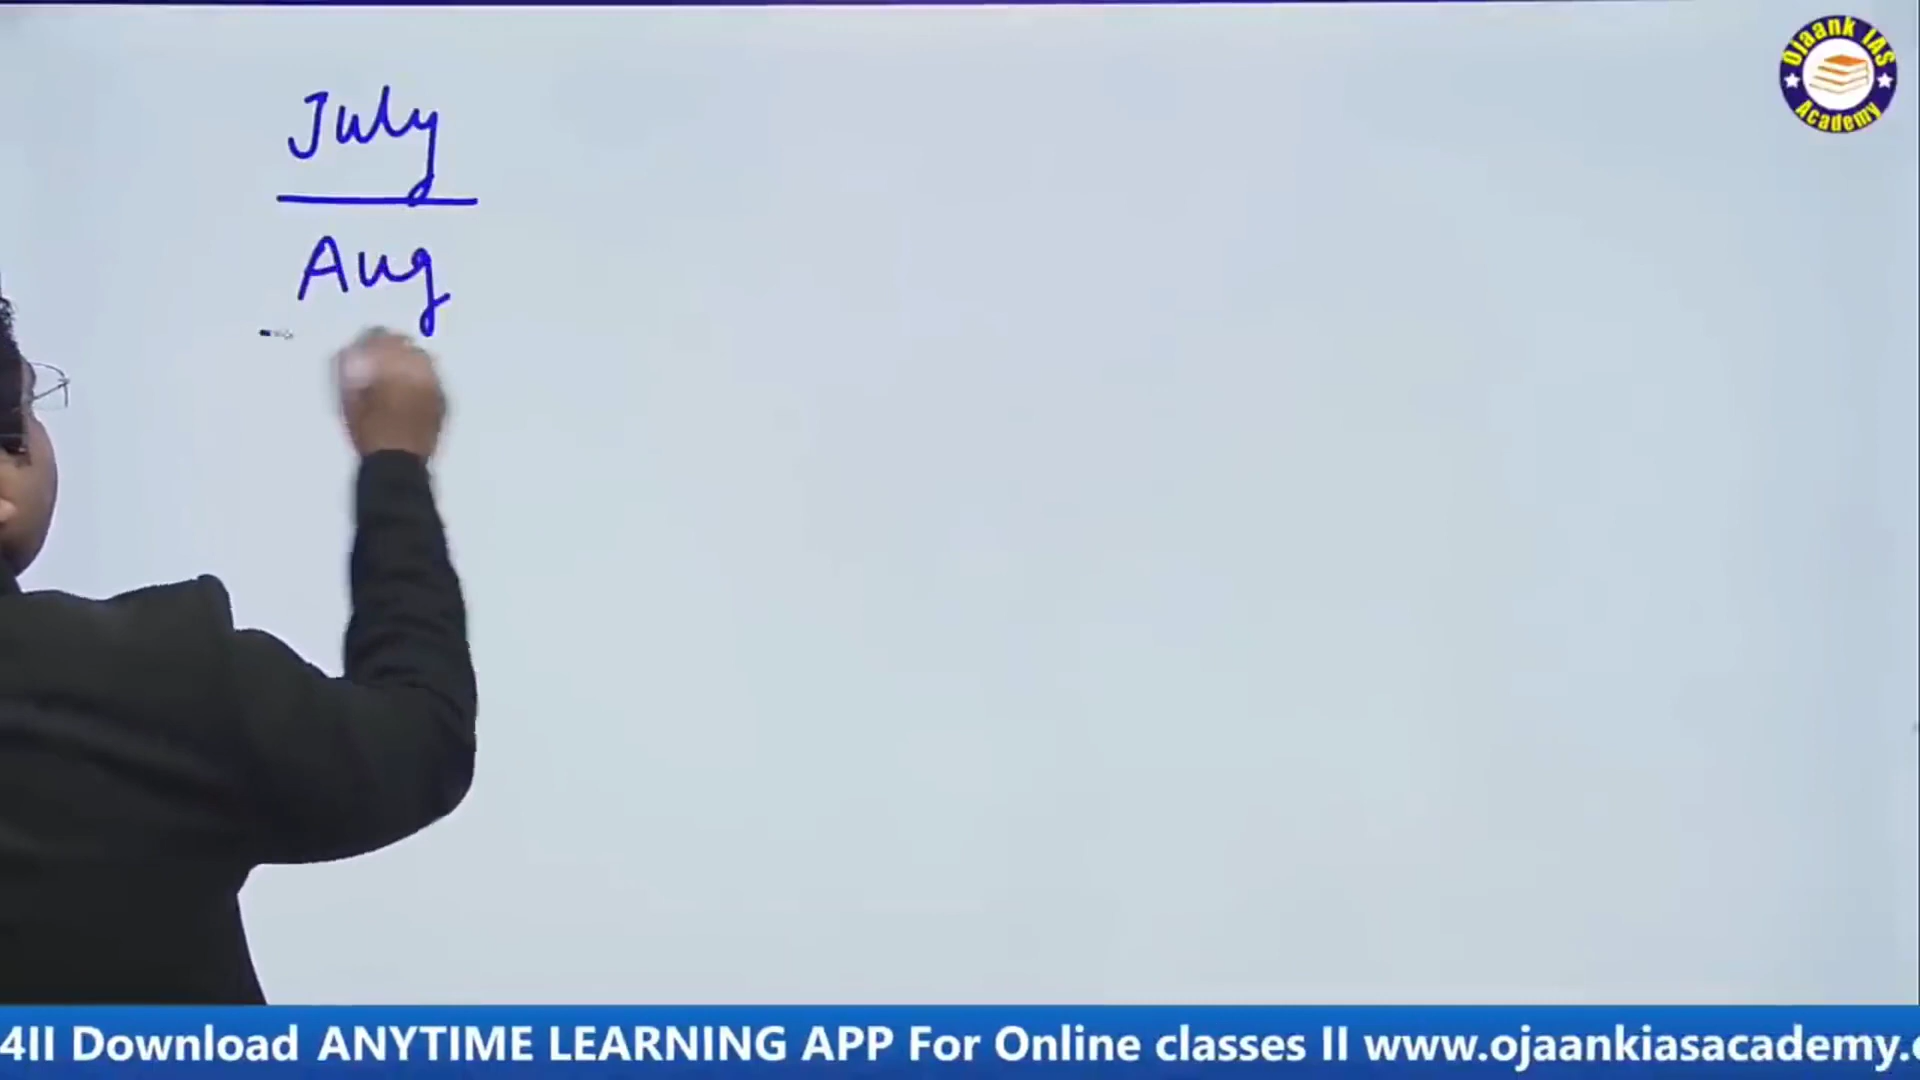 July
Aug
Ojaank IAS
Academy
4II Download ANYTIME LEARNING APP For Online classes II www.ojaankiasacademy.c